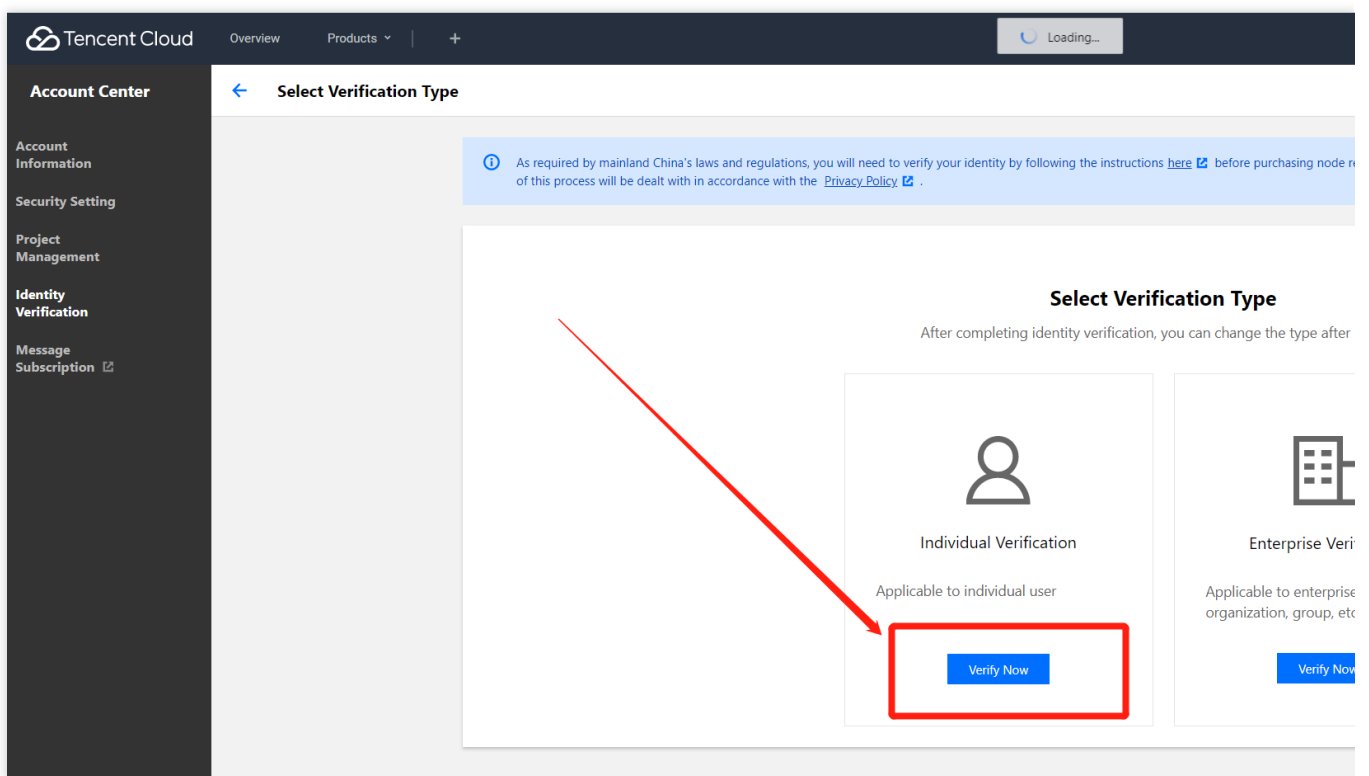 Tencent Cloud
Overview
Products
+
Loading...
Account Center
Select Verification Type
Account
Information
Security Setting
Project
Management
Identity
Verification
Message
Subscription
As required by mainland China's laws and regulations, you will need to verify your identity by following the instructions here before purchasing node
of this process will be dealt with in accordance with the Privacy Policy .
Select Verification Type
After completing identity verification, you can change the type after
Individual Verification
Applicable to individual user
Verify Now
Enterprise
Applicable to enterprise
organization, group,
Verify Now